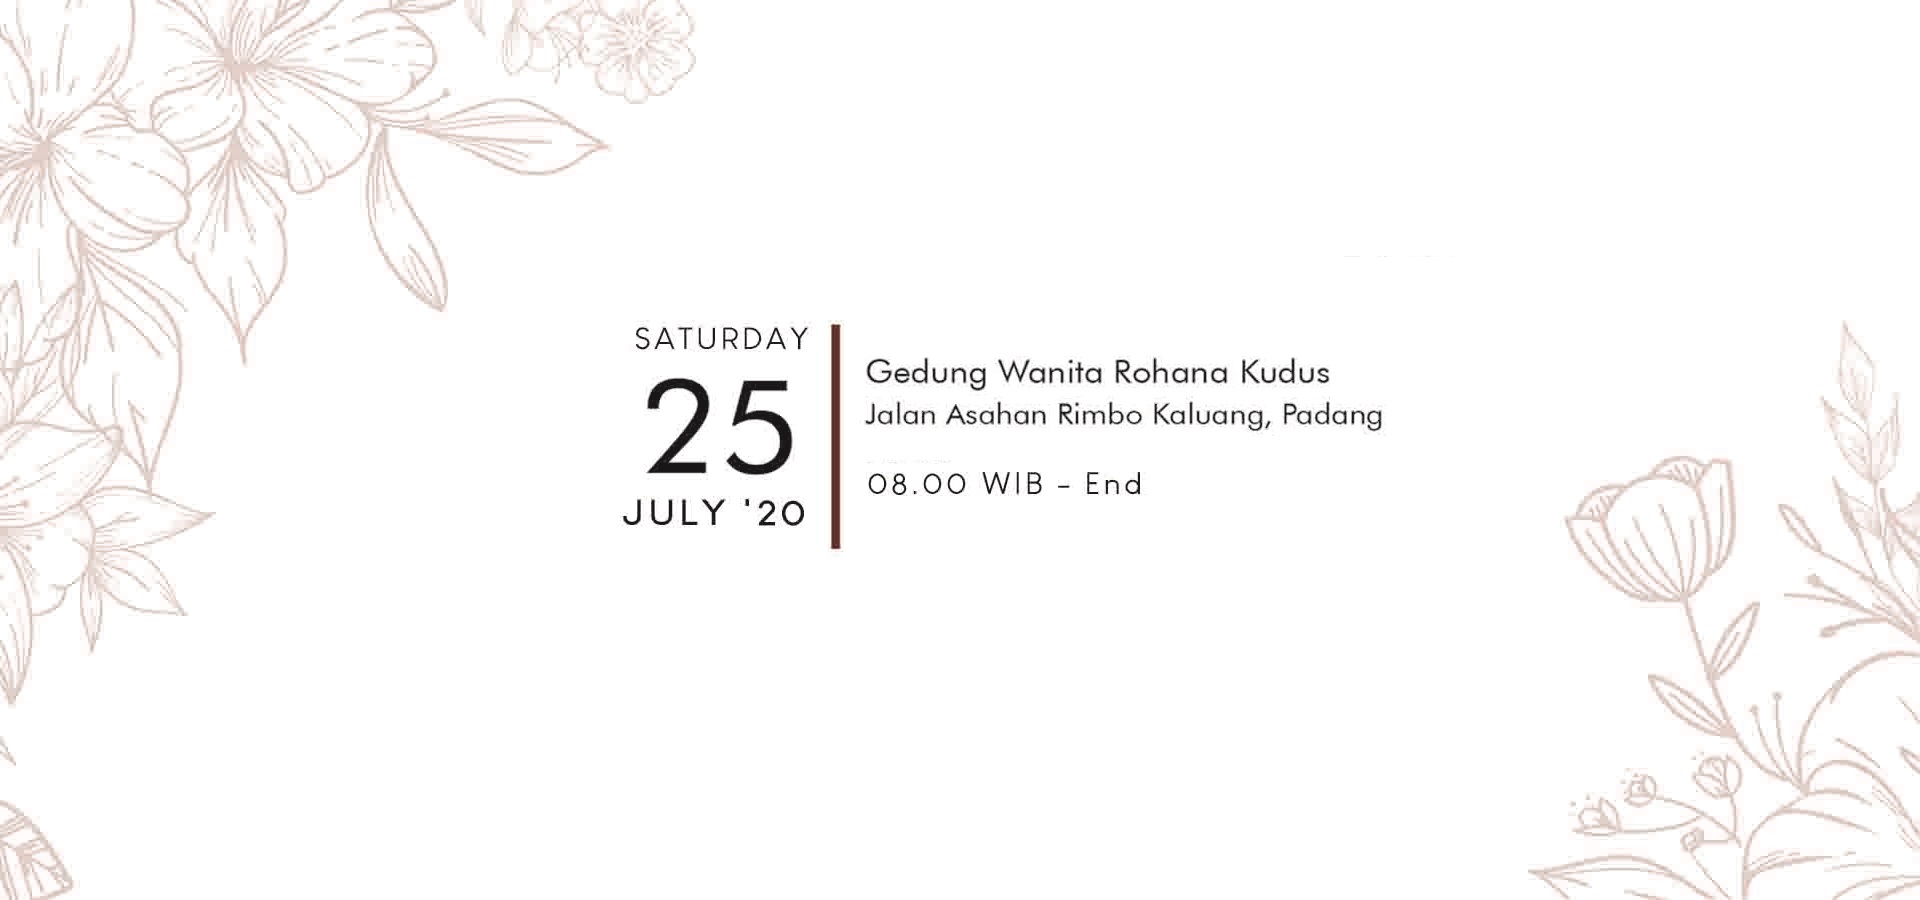 SATURDAY
25
JULY '20
Gedung Wanita Rohana Kudus
Jalan Asahan Rimbo Kaluang, Padang
08.00 WIB – End